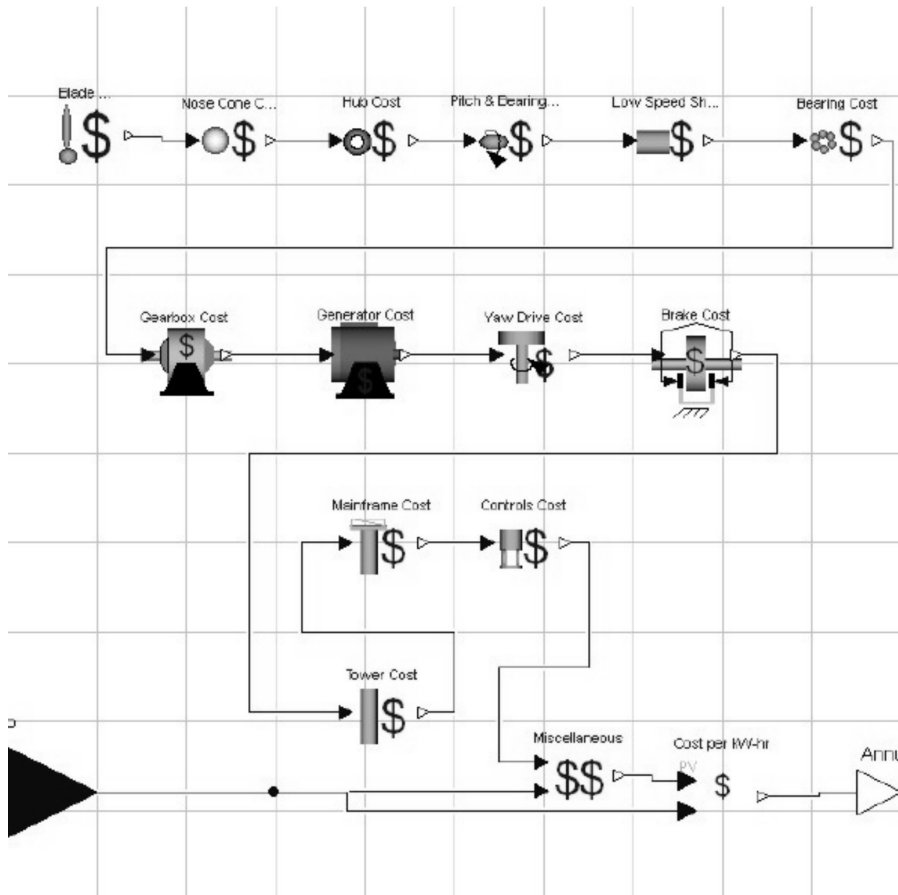 Blade ...
Nose Cone C...
Hub Cost
Pitch & Bearing...
Low Speed Sh...
Bearing Cost
$ $ $ $ $ $
Gearbox Cost
Generator Cost
Yaw Drive Cost
Brake Cost
$ $ $ $
Mainframe Cost
Controls Cost
$ $
Tower Cost
$
Miscellaneous
Cost per kW-hr
Annu
PV
$$ $